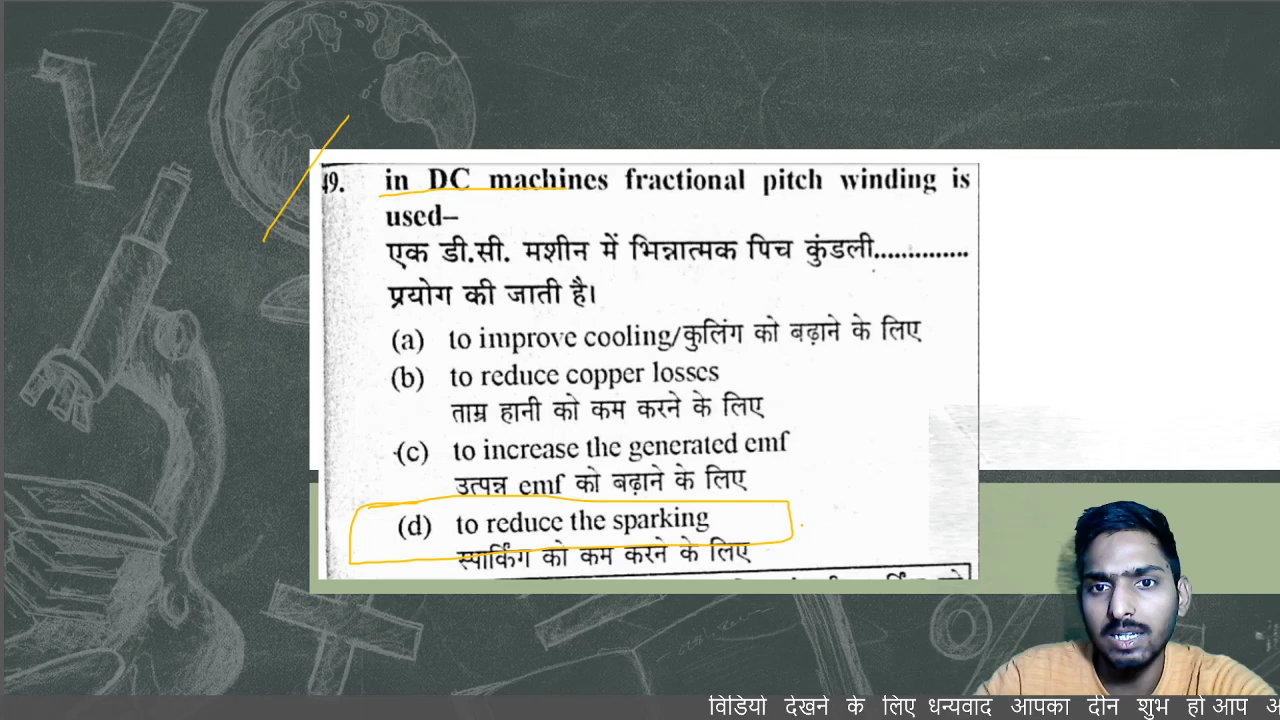 49. in DC machines fractional pitch winding is
used–
एक डी.सी. मशीन में भिन्नात्मक पिच कुंडली..............
प्रयोग की जाती है।
(a) to improve cooling/कुलिंग को बढ़ाने के लिए
(b) to reduce copper losses
ताम्र हानी को कम करने के लिए
(c) to increase the generated emf
उत्पन्न emf को बढ़ाने के लिए
(d) to reduce the sparking
स्पार्किंग को कम करने के लिए
विडियो देखने के लिए धन्यवाद आपका दीन शुभ हो आप